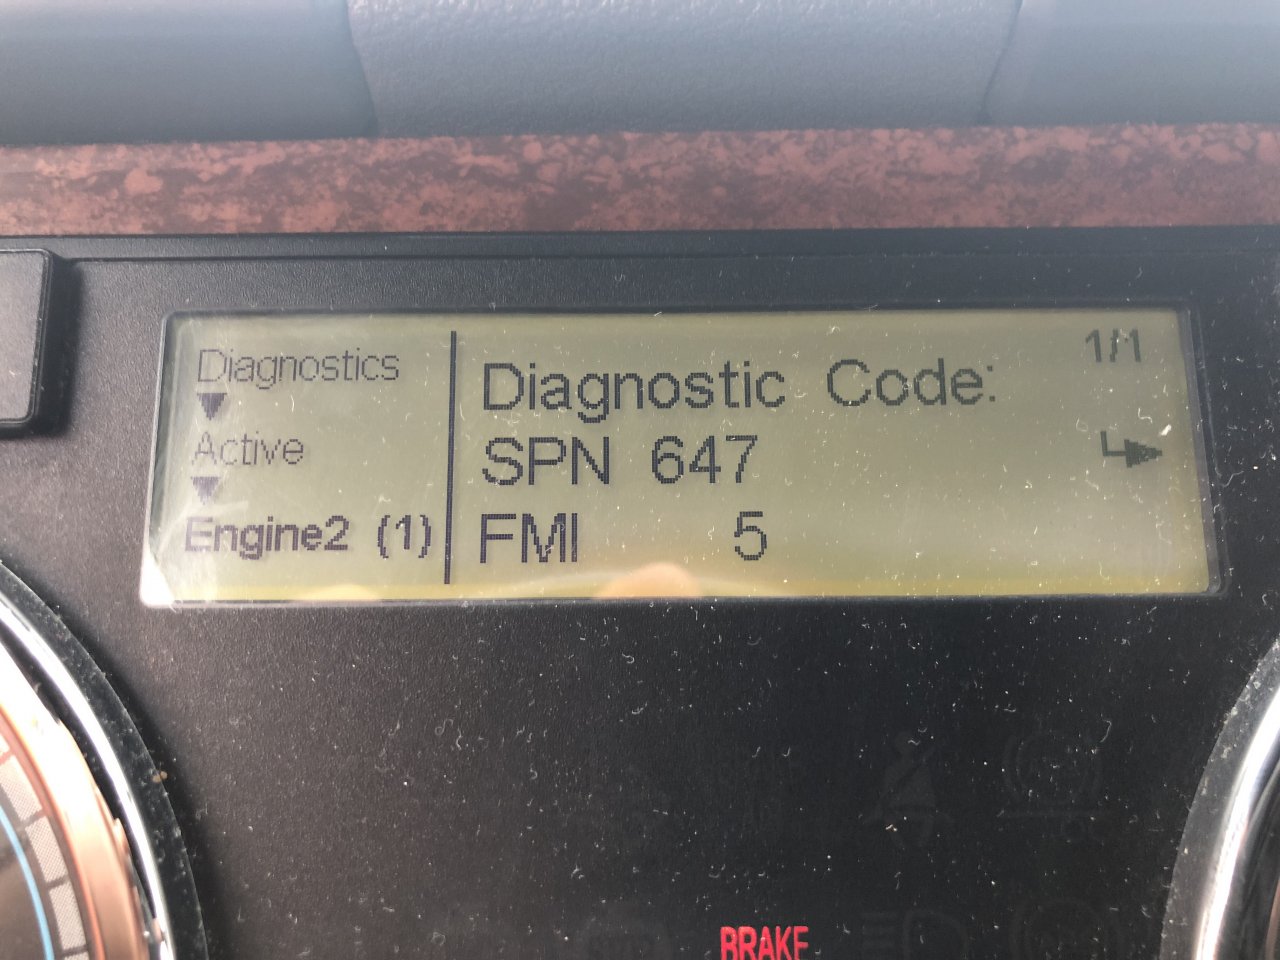 Diagnostics
Active
Engine2 (1)
1/1
Diagnostic Code:
SPN 647
FMI 5
BRAKE